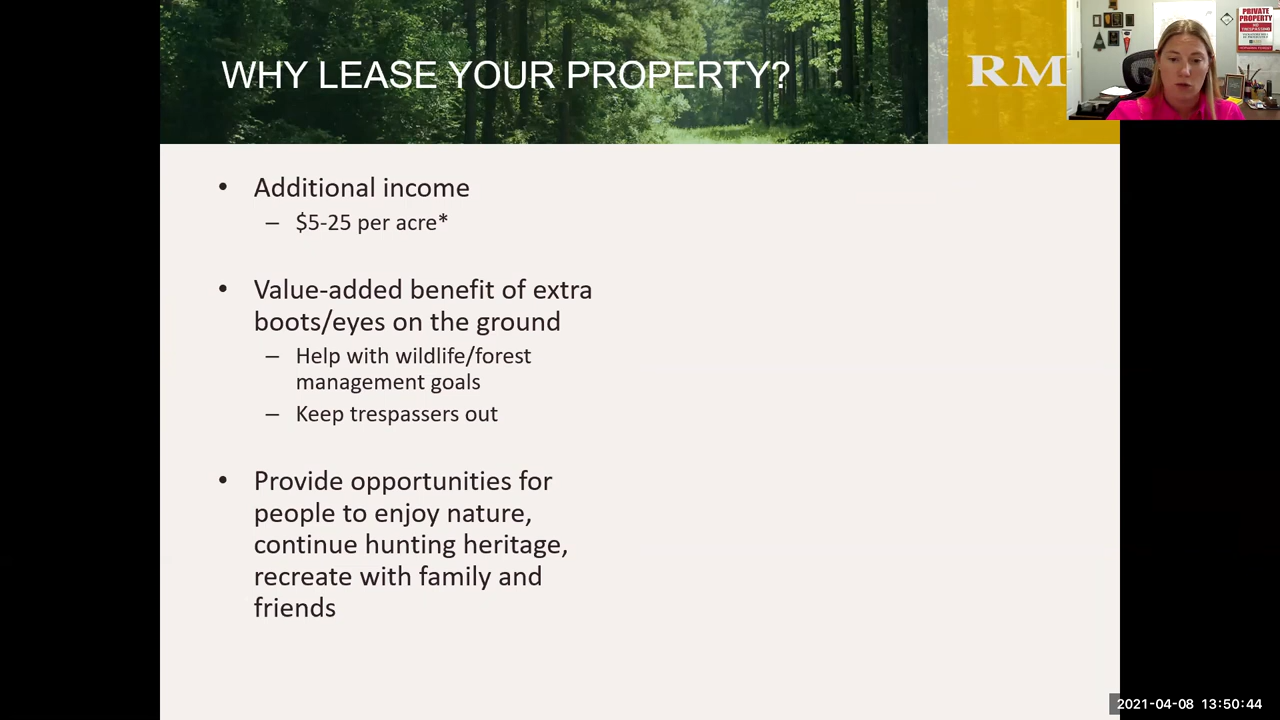 WHY LEASE YOUR PROPERTY?
RM
PRIVATE
PROPERTY
• Additional income
– $5-25 per acre*
• Value-added benefit of extra
boots/eyes on the ground
– Help with wildlife/forest
management goals
– Keep trespassers out
• Provide opportunities for
people to enjoy nature,
continue hunting heritage,
recreate with family and
friends
2021-04-08 13:50:44